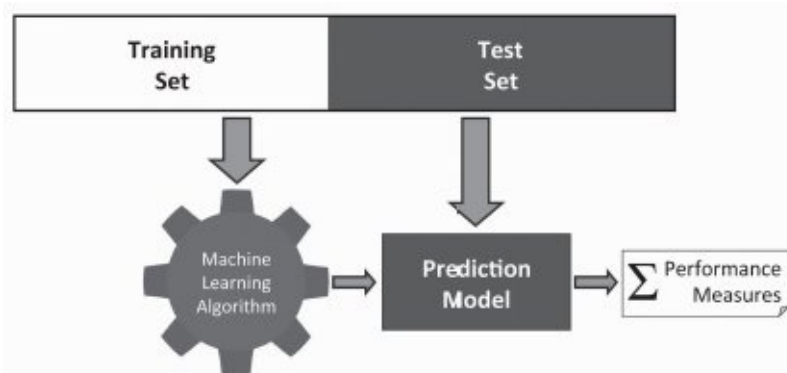 Training
Set
Test
Set
Machine
Learning
Algorithm
Prediction
Model
∑ Performance
Measures